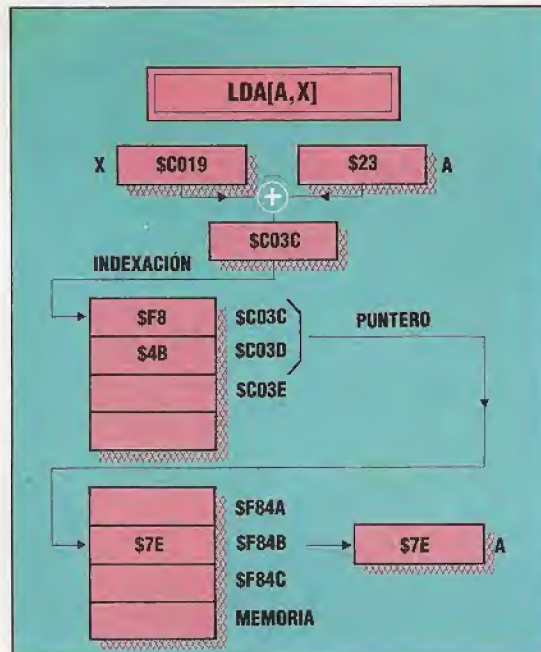 LDA[A,X]
X $C019 $23 A
+
$C03C
INDEXACIÓN
$F8 $C03C PUNTERO
$4B $C03D
$C03E
$F84A
$7E $F84B $7E A
$F84C
MEMORIA